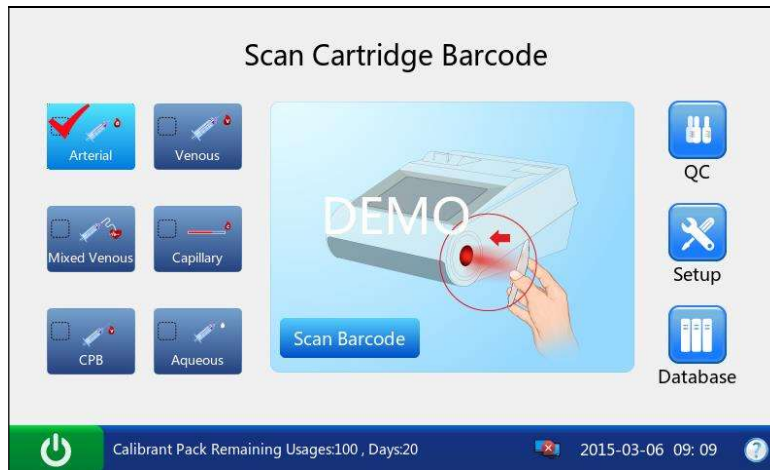 Scan Cartridge Barcode
Arterial
Venous
Mixed Venous
Capillary
CPB
Aqueous
DEMO
Scan Barcode
QC
Setup
Database
Calibrant Pack Remaining Usages:100 , Days:20
2015-03-06 09: 09
?